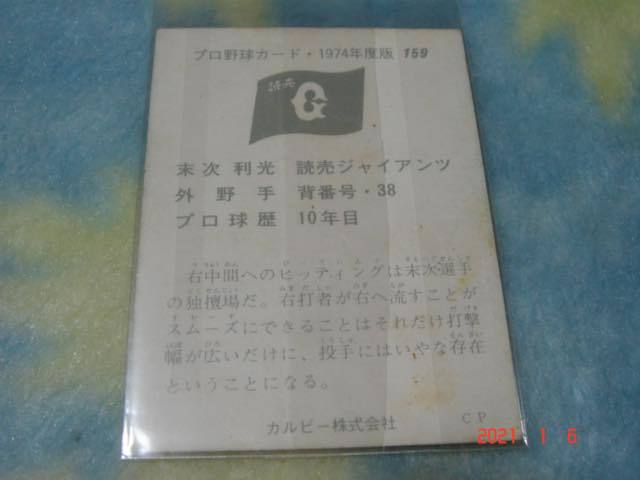 プロ野球カード・1974年度版 159
読売
G
末次 利光 読売ジャイアンツ
外野手 背番号・38
プロ球歴 10年目
右中間へのヒッティングは末次選手
の独壇場だ。右打者が右へ流すことが
スムーズにできることはそれだけ打撃
幅が広いだけに、投手にはいやな存在
ということになる。
カルビー株式会社
CP
2021 1 6